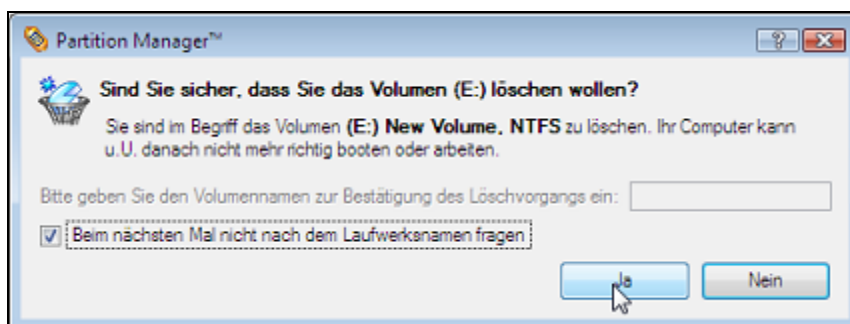 Partition Manager™
Sind Sie sicher, dass Sie das Volumen (E:) löschen wollen?
Sie sind im Begriff das Volumen (E:) New Volume, NTFS zu löschen. Ihr Computer kann
u.U. danach nicht mehr richtig booten oder arbeiten.
Bitte geben Sie den Volumennamen zur Bestätigung des Löschvorgangs ein:
Beim nächsten Mal nicht nach dem Laufwerksnamen fragen
Ja Nein